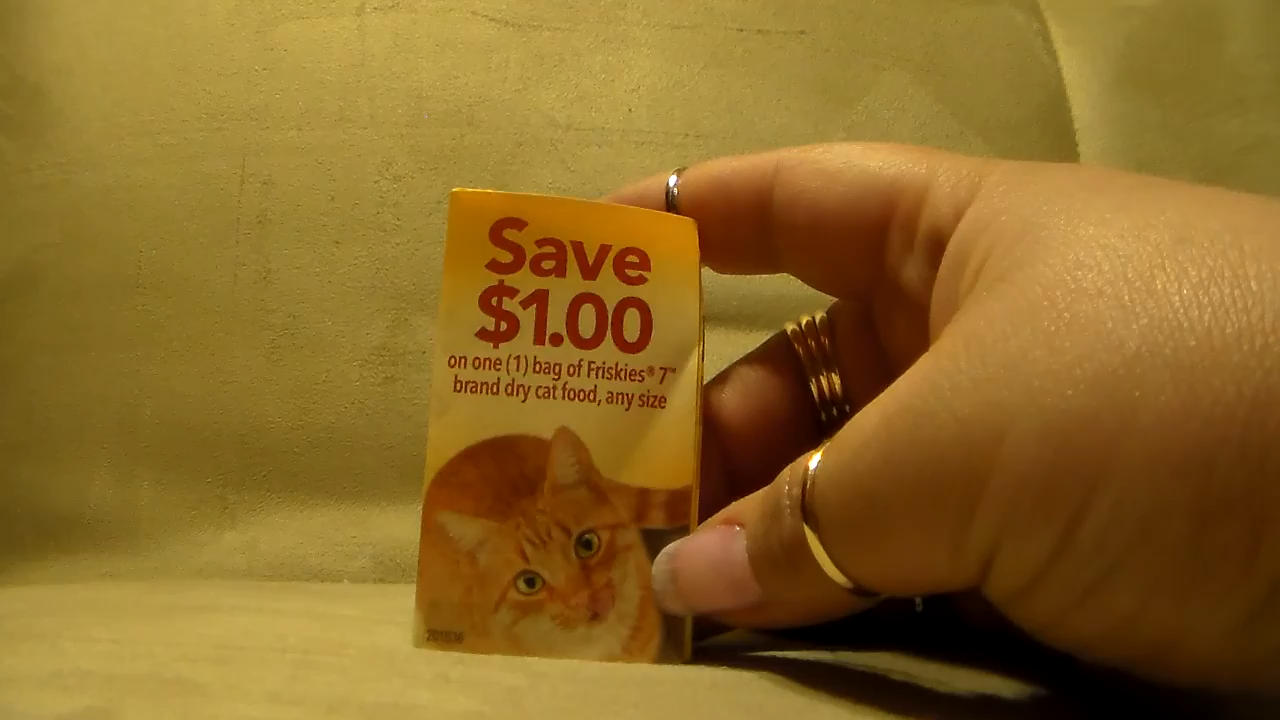 Save
$1.00
on one (1) bag of Friskies® 7™
brand dry cat food, any size